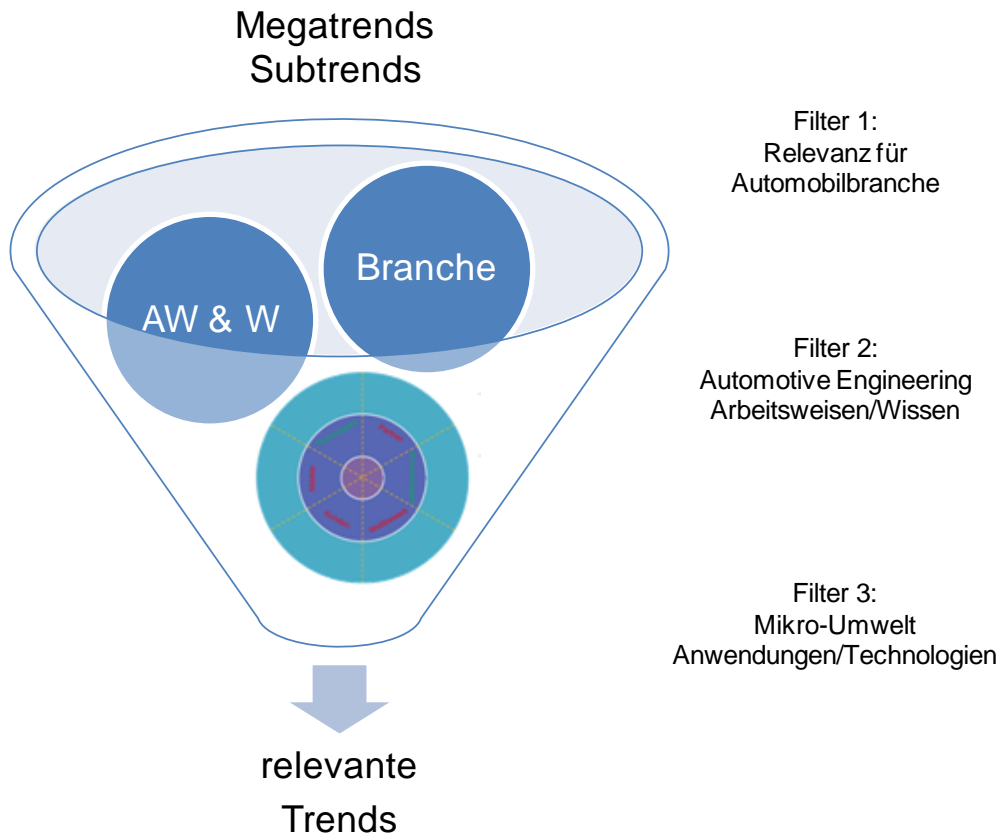 Megatrends
Subtrends
Filter 1:
Relevanz für
Automobilbranche
Branche
AW & W
Filter 2:
Automotive Engineering
Arbeitsweisen/Wissen
Filter 3:
Mikro-Umwelt
Anwendungen/Technologien
relevante
Trends